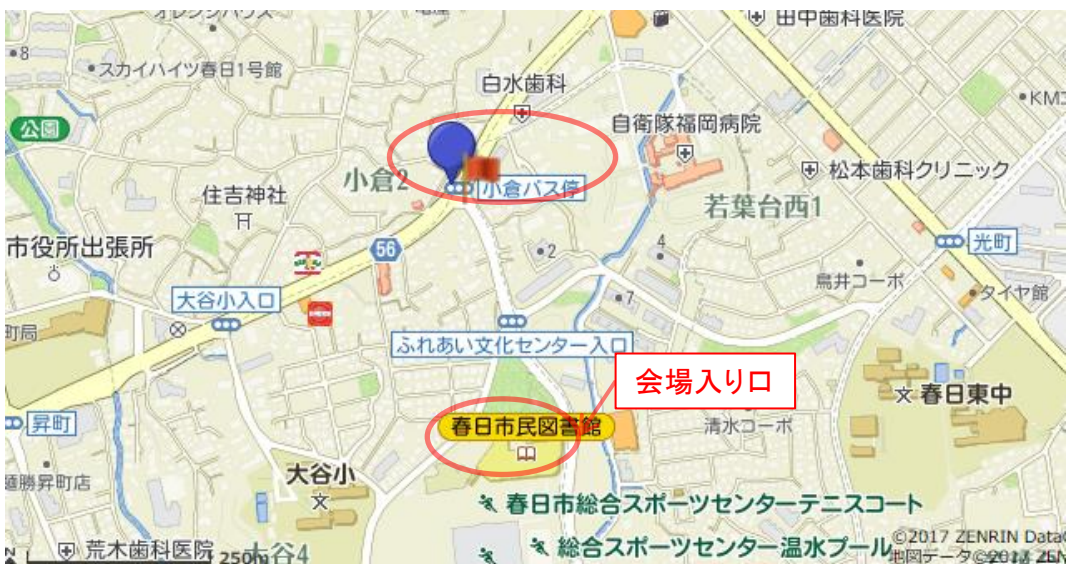 オレンジハウス
田中歯科医院
8
スカイハイツ春日1号館
白水歯科
KM
公園
自衛隊福岡病院
松本歯科クリニック
小倉2
小倉バス停
住吉神社
若葉台西1
市役所出張所
56
2
4
光町
鳥井コーポ
大谷小入口
7
タイヤ館
町局
ふれあい文化センター入口
会場入り口
春日東中
昇町
春日市民図書館
清水コーポ
大谷小
勝昇町店
春日市総合スポーツセンターテニスコート
荒木歯科医院
250m
大谷4
総合スポーツセンター温水プール
©2017 ZENRIN Data
地図データ©2017 ZEN